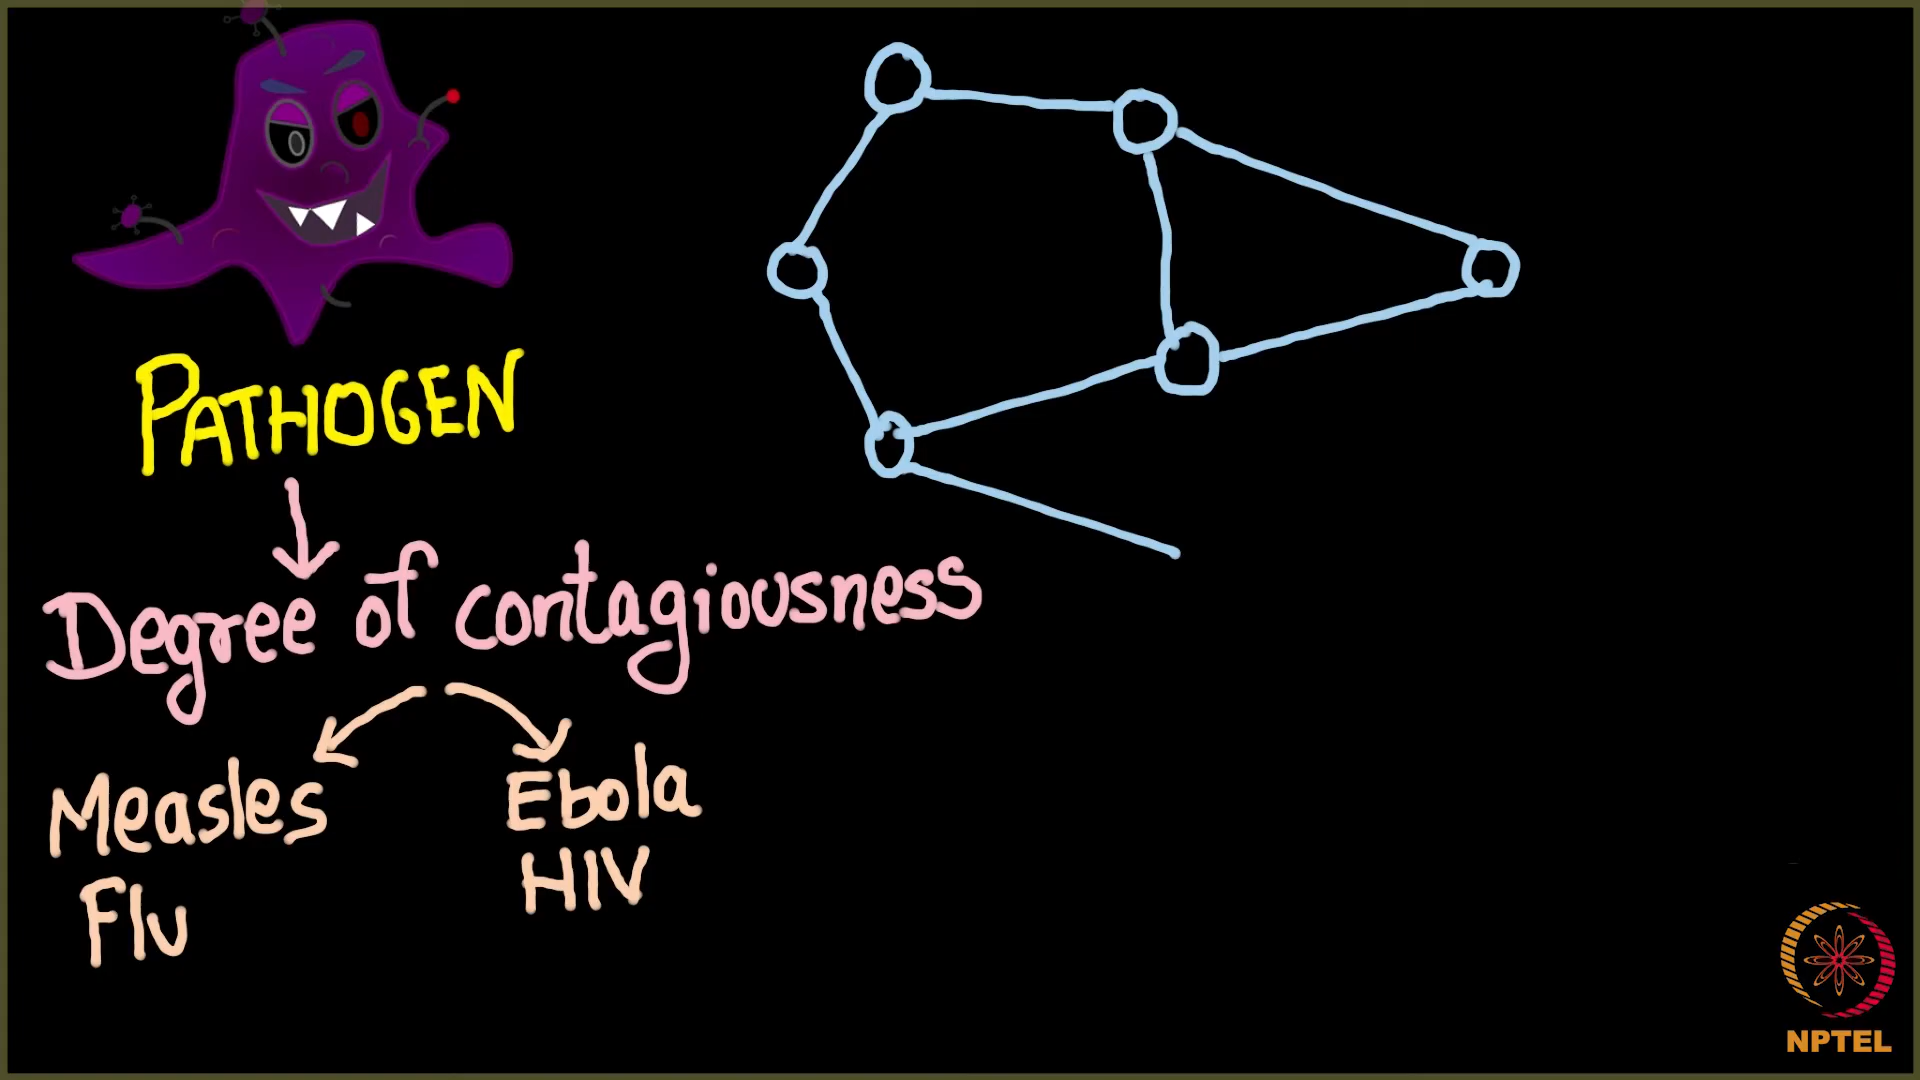 PATHOGEN
Degree of contagiousness
Measles
Flu
Ebola
HIV
NPTEL